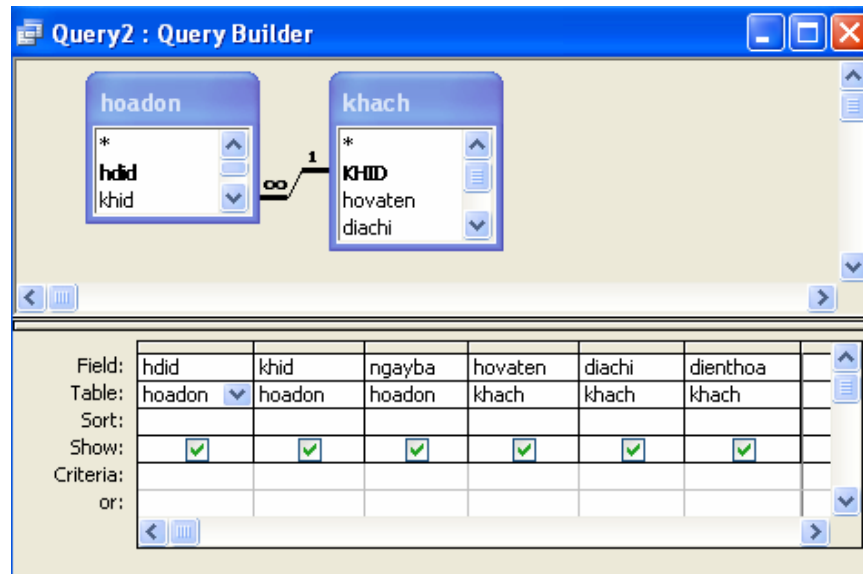 Query2 : Query Builder
hoadon
*
hdid
khid
∞
1
khach
*
KHID
hovaten
diachi
Field: hdid khid ngayba hovaten diachi dienthoa
Table: hoadon hoadon hoadon khach khach khach
Sort:
Show:
Criteria:
or: